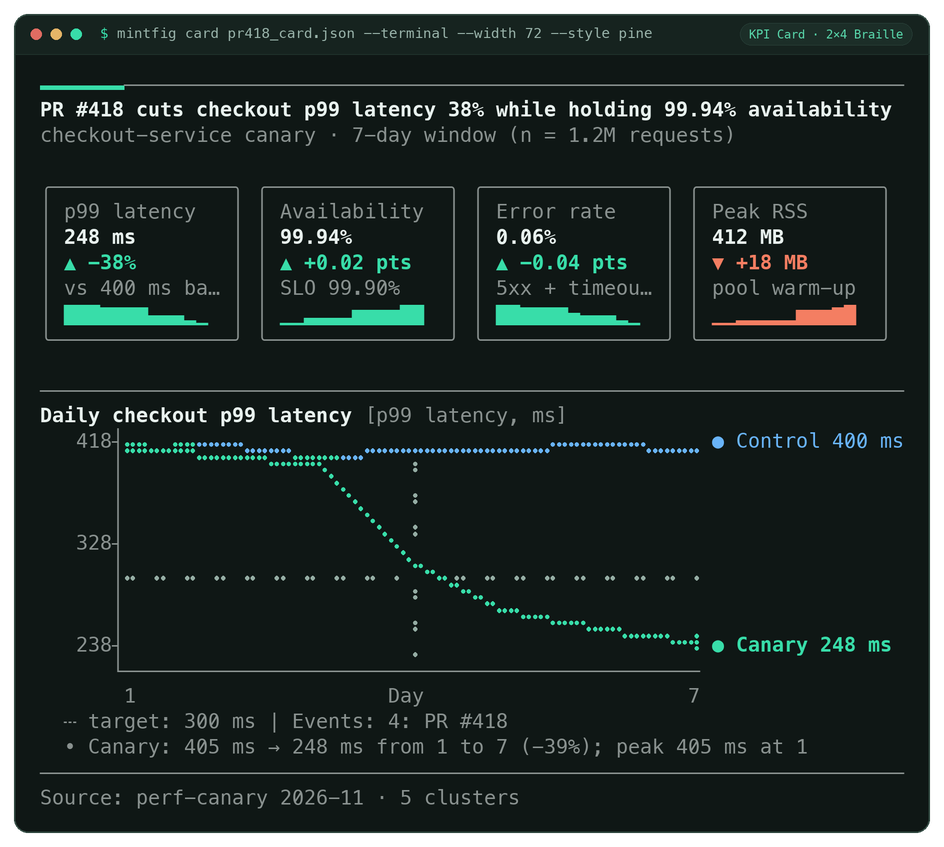 $ mintfig card pr418_card.json --terminal --width 72 --style pine
KPI Card · 2×4 Braille
PR #418 cuts checkout p99 latency 38% while holding 99.94% availability
checkout-service canary · 7-day window (n = 1.2M requests)
p99 latency
248 ms
▲ −38%
vs 400 ms ba…
Availability
99.94%
▲ +0.02 pts
SLO 99.90%
Error rate
0.06%
▲ −0.04 pts
5xx + timeou…
Peak RSS
412 MB
▼ +18 MB
pool warm-up
Daily checkout p99 latency [p99 latency, ms]
418
● Control 400 ms
328
238
● Canary 248 ms
1 Day 7
┄ target: 300 ms | Events: 4: PR #418
• Canary: 405 ms → 248 ms from 1 to 7 (−39%); peak 405 ms at 1
Source: perf-canary 2026-11 · 5 clusters